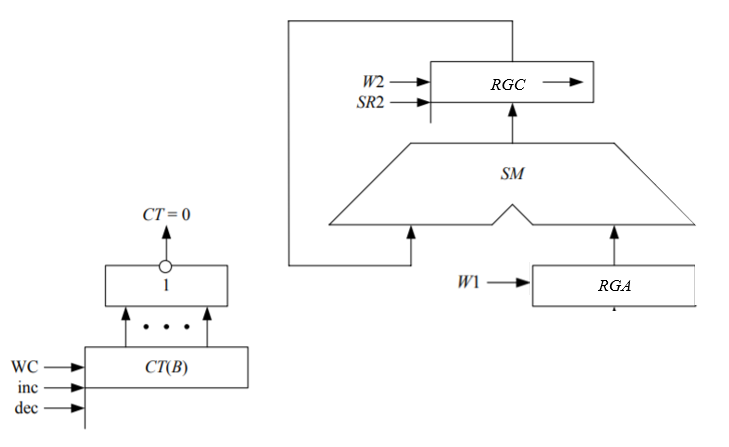 W2
RGC
SR2
SM
CT = 0
1
W1
RGA
WC
CT(B)
inc
dec